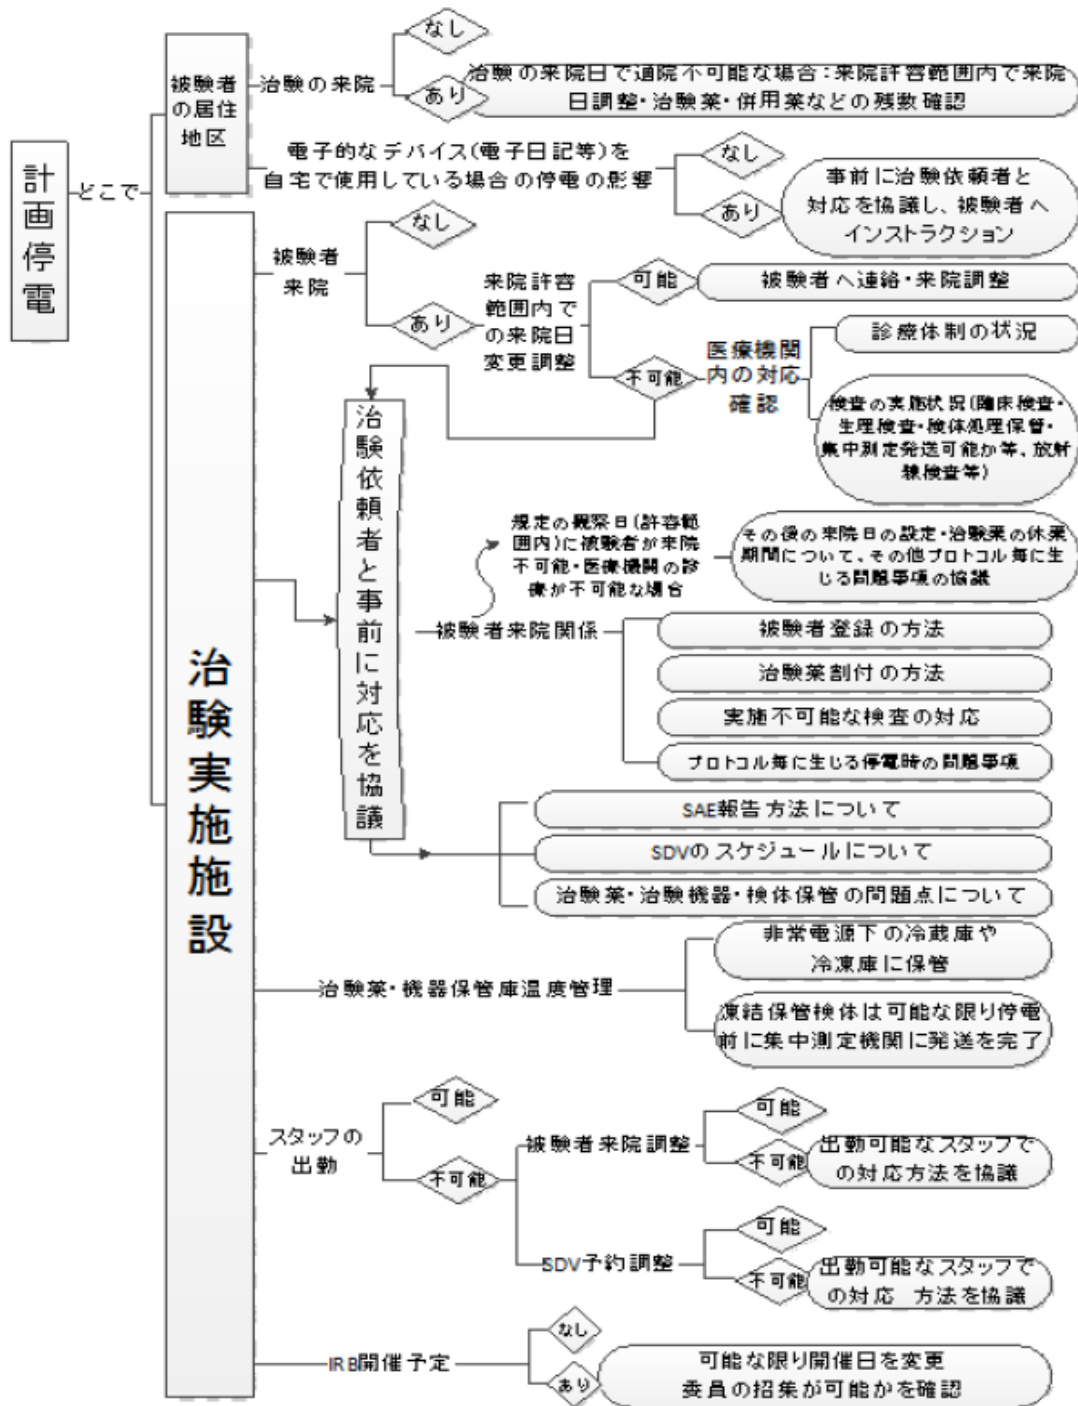 計画停電
どこで
被験者
の居住
地区
治験の来院
なし
あり
治験の来院日で通院不可能な場合：来院許容範囲内で来院
日調整・治験薬・併用薬などの残数確認
電子的なデバイス(電子日記等)を
自宅で使用している場合の停電の影響
なし
あり
事前に治験依頼者と
対応を協議し、被験者へ
インストラクション
治験実施施設
被験者
来院
なし
あり
来院許容
範囲内で
の来院日
変更調整
可能
被験者へ連絡・来院調整
不可能
医療機関
内の対応
確認
診療体制の状況
検査の実施状況(臨床検査・
生理検査・検体処理保管・
集中測定発送可能か等、放射
線検査等)
治験依頼者と事前に対応を協議
規定の観察日(許容範
囲内)に被験者が来院
不可能・医療機関の診
療が不可能な場合
その後の来院日の設定・治験薬の休薬
期間について、その他プロトコル毎に生
じる問題事項の協議
被験者来院関係
被験者登録の方法
治験薬割付の方法
実施不可能な検査の対応
プロトコル毎に生じる停電時の問題事項
SAE報告方法について
SDVのスケジュールについて
治験薬・治験機器・検体保管の問題点について
治験薬・機器保管庫温度管理
非常電源下の冷蔵庫や
冷凍庫に保管
凍結保管検体は可能な限り停電
前に集中測定機関に発送を完了
スタッフの
出勤
可能
不可能
被験者来院調整
可能
不可能
出勤可能なスタッフで
の対応方法を協議
SDV予約調整
可能
不可能
出勤可能なスタッフで
の対応　方法を協議
IRB開催予定
なし
あり
可能な限り開催日を変更
委員の招集が可能かを確認